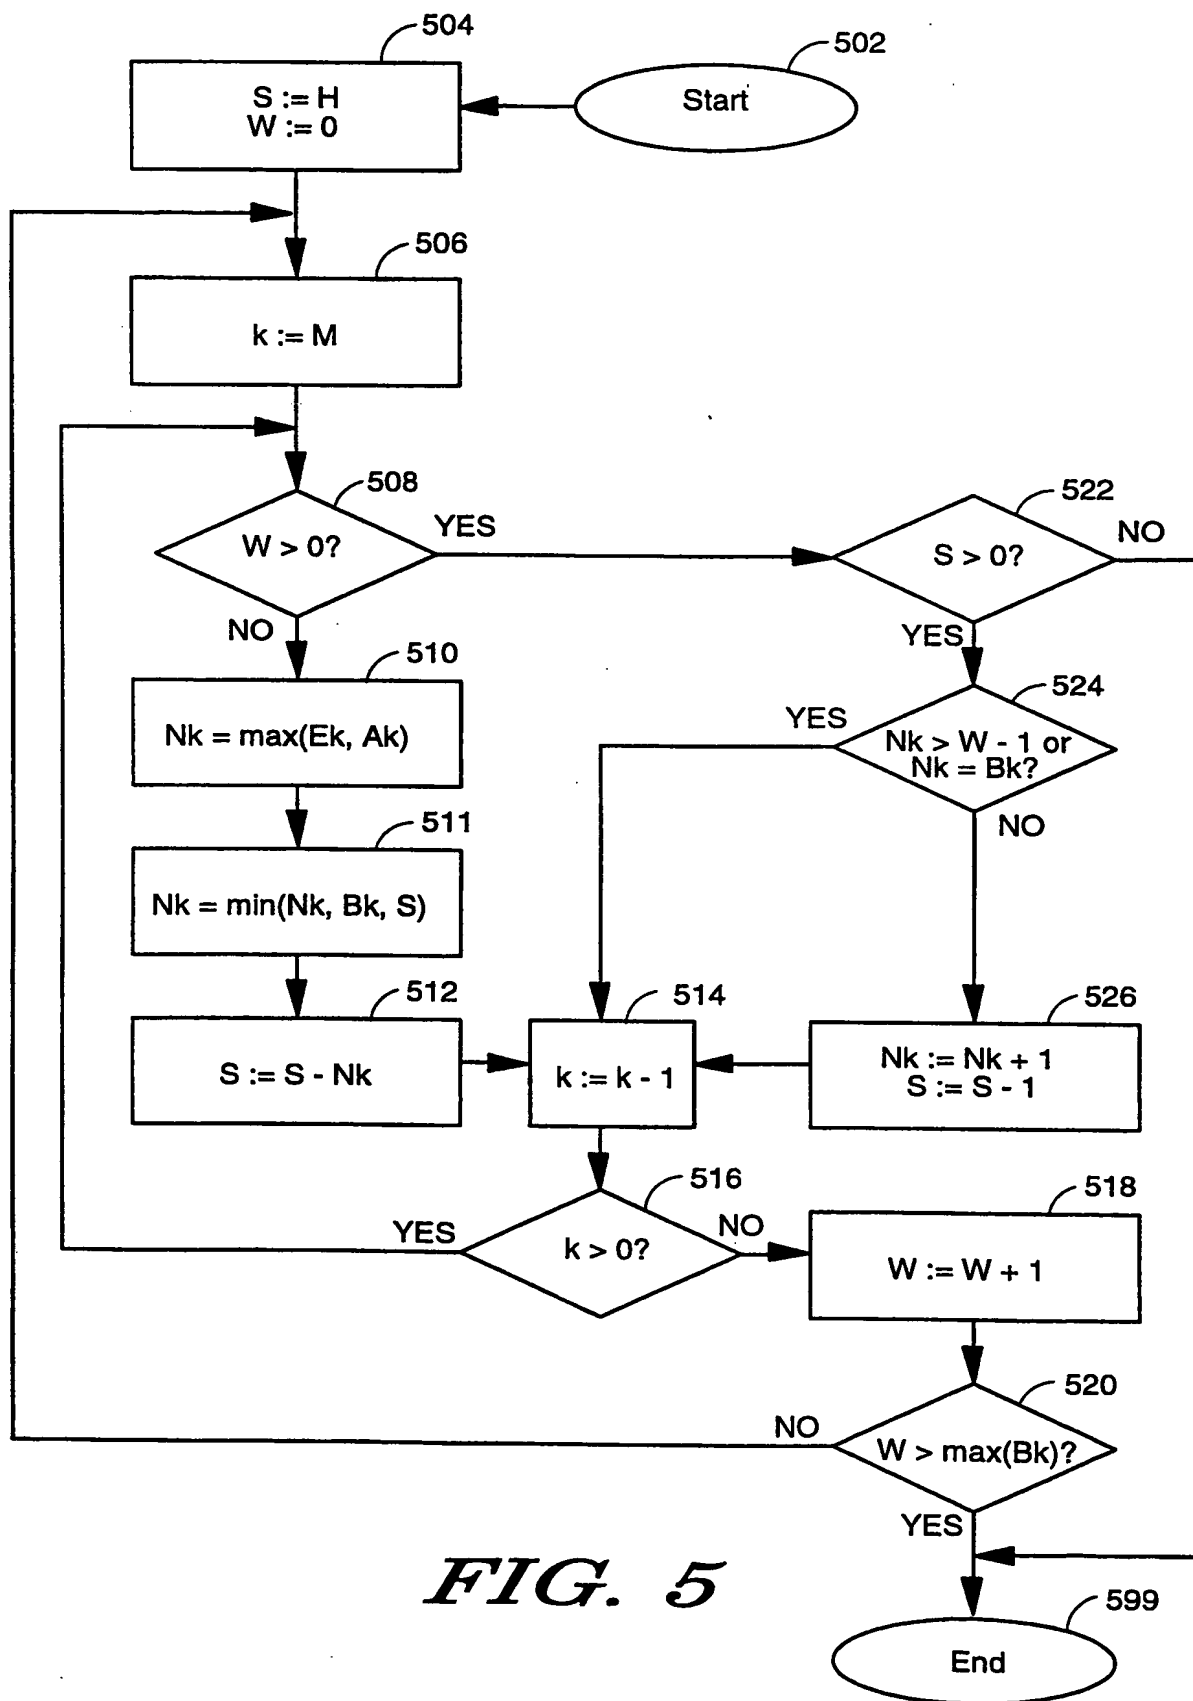 504
S := H
W := 0
502
Start
506
k := M
508
W > 0?
YES
NO
522
S > 0?
NO
YES
510
Nk = max(Ek, Ak)
524
YES
Nk > W - 1 or
Nk = Bk?
NO
511
Nk = min(Nk, Bk, S)
512
S := S - Nk
514
k := k - 1
526
Nk := Nk + 1
S := S - 1
516
YES
k > 0?
NO
518
W := W + 1
520
NO
W > max(Bk)?
YES
FIG. 5
599
End